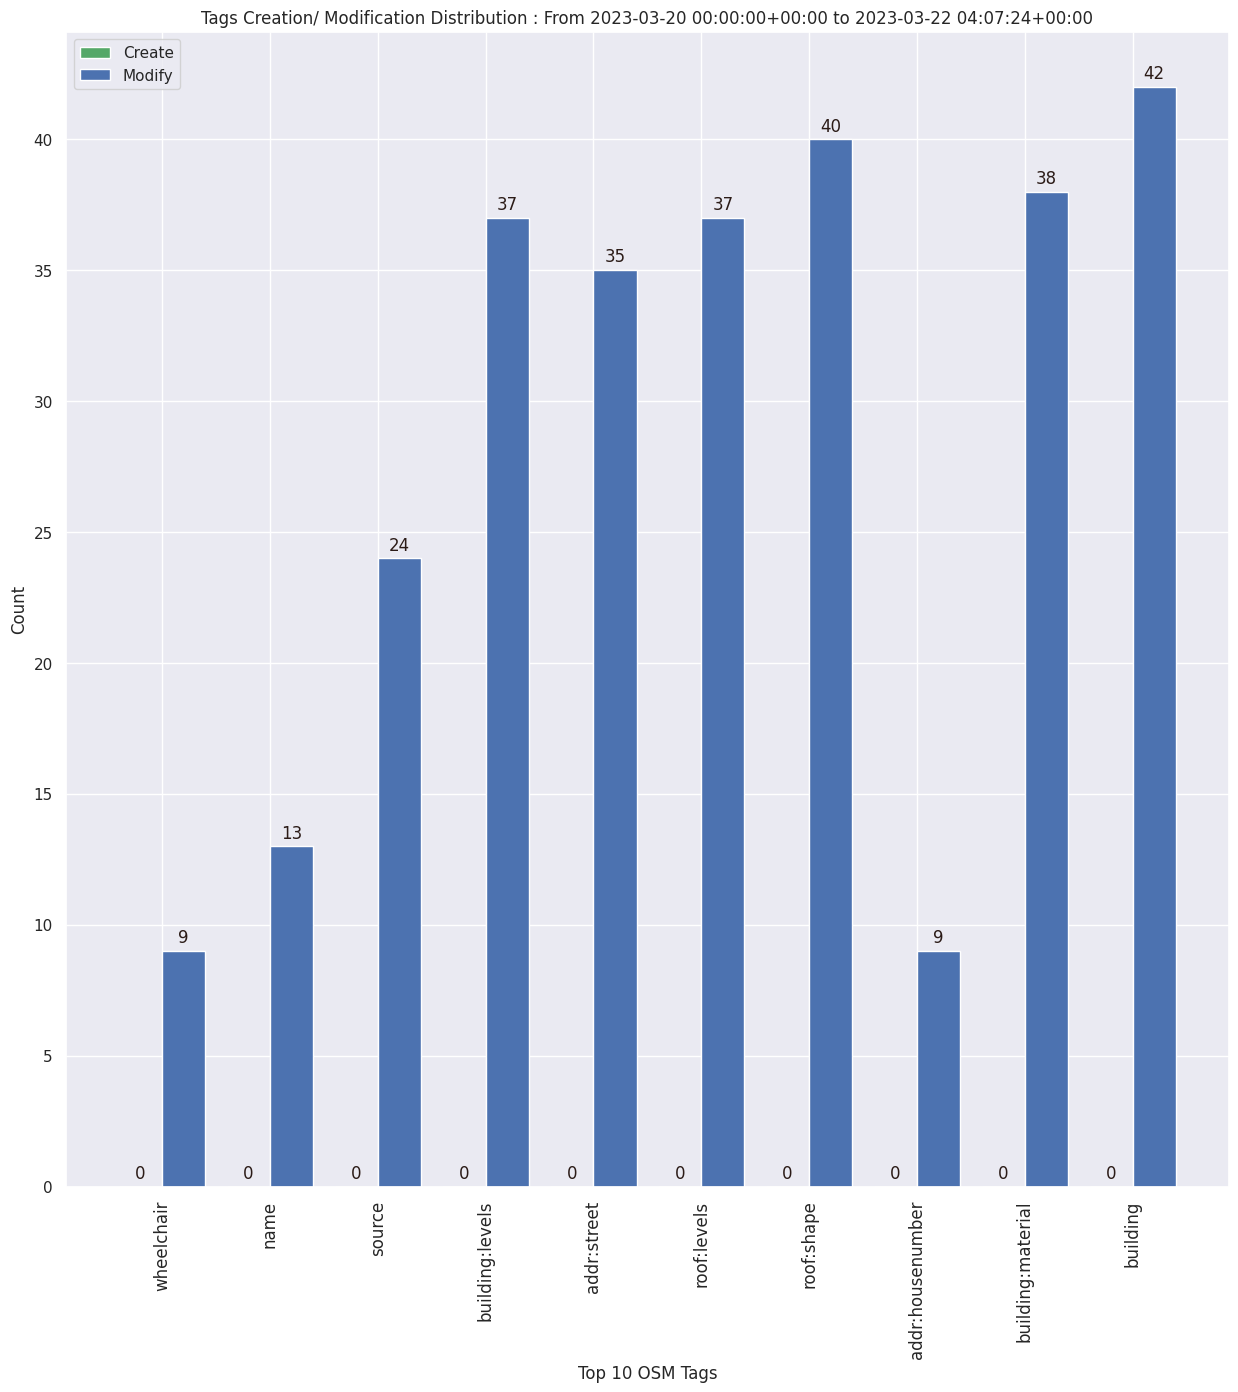 Tags Creation/ Modification Distribution : From 2023-03-20 00:00:00+00:00 to 2023-03-22 04:07:24+00:00
Create
Modify
42
40
40
38
37
37
35
35
30
25
24
20
15
13
10
9
9
5
0
0
0
0
0
0
0
0
0
0
0
Count
wheelchair
name
source
building:levels
addr:street
roof:levels
roof:shape
addr:housenumber
building:material
building
Top 10 OSM Tags